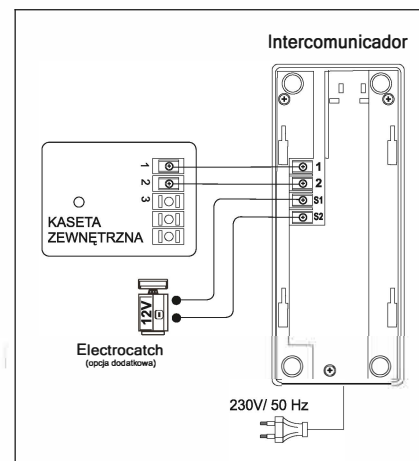 Intercomunicador
1
2
3
KASETA
ZEWNĘTRZNA
1
2
S1
S2
12V
Electrocatch
(opcja dodatkowa)
230V/ 50 Hz